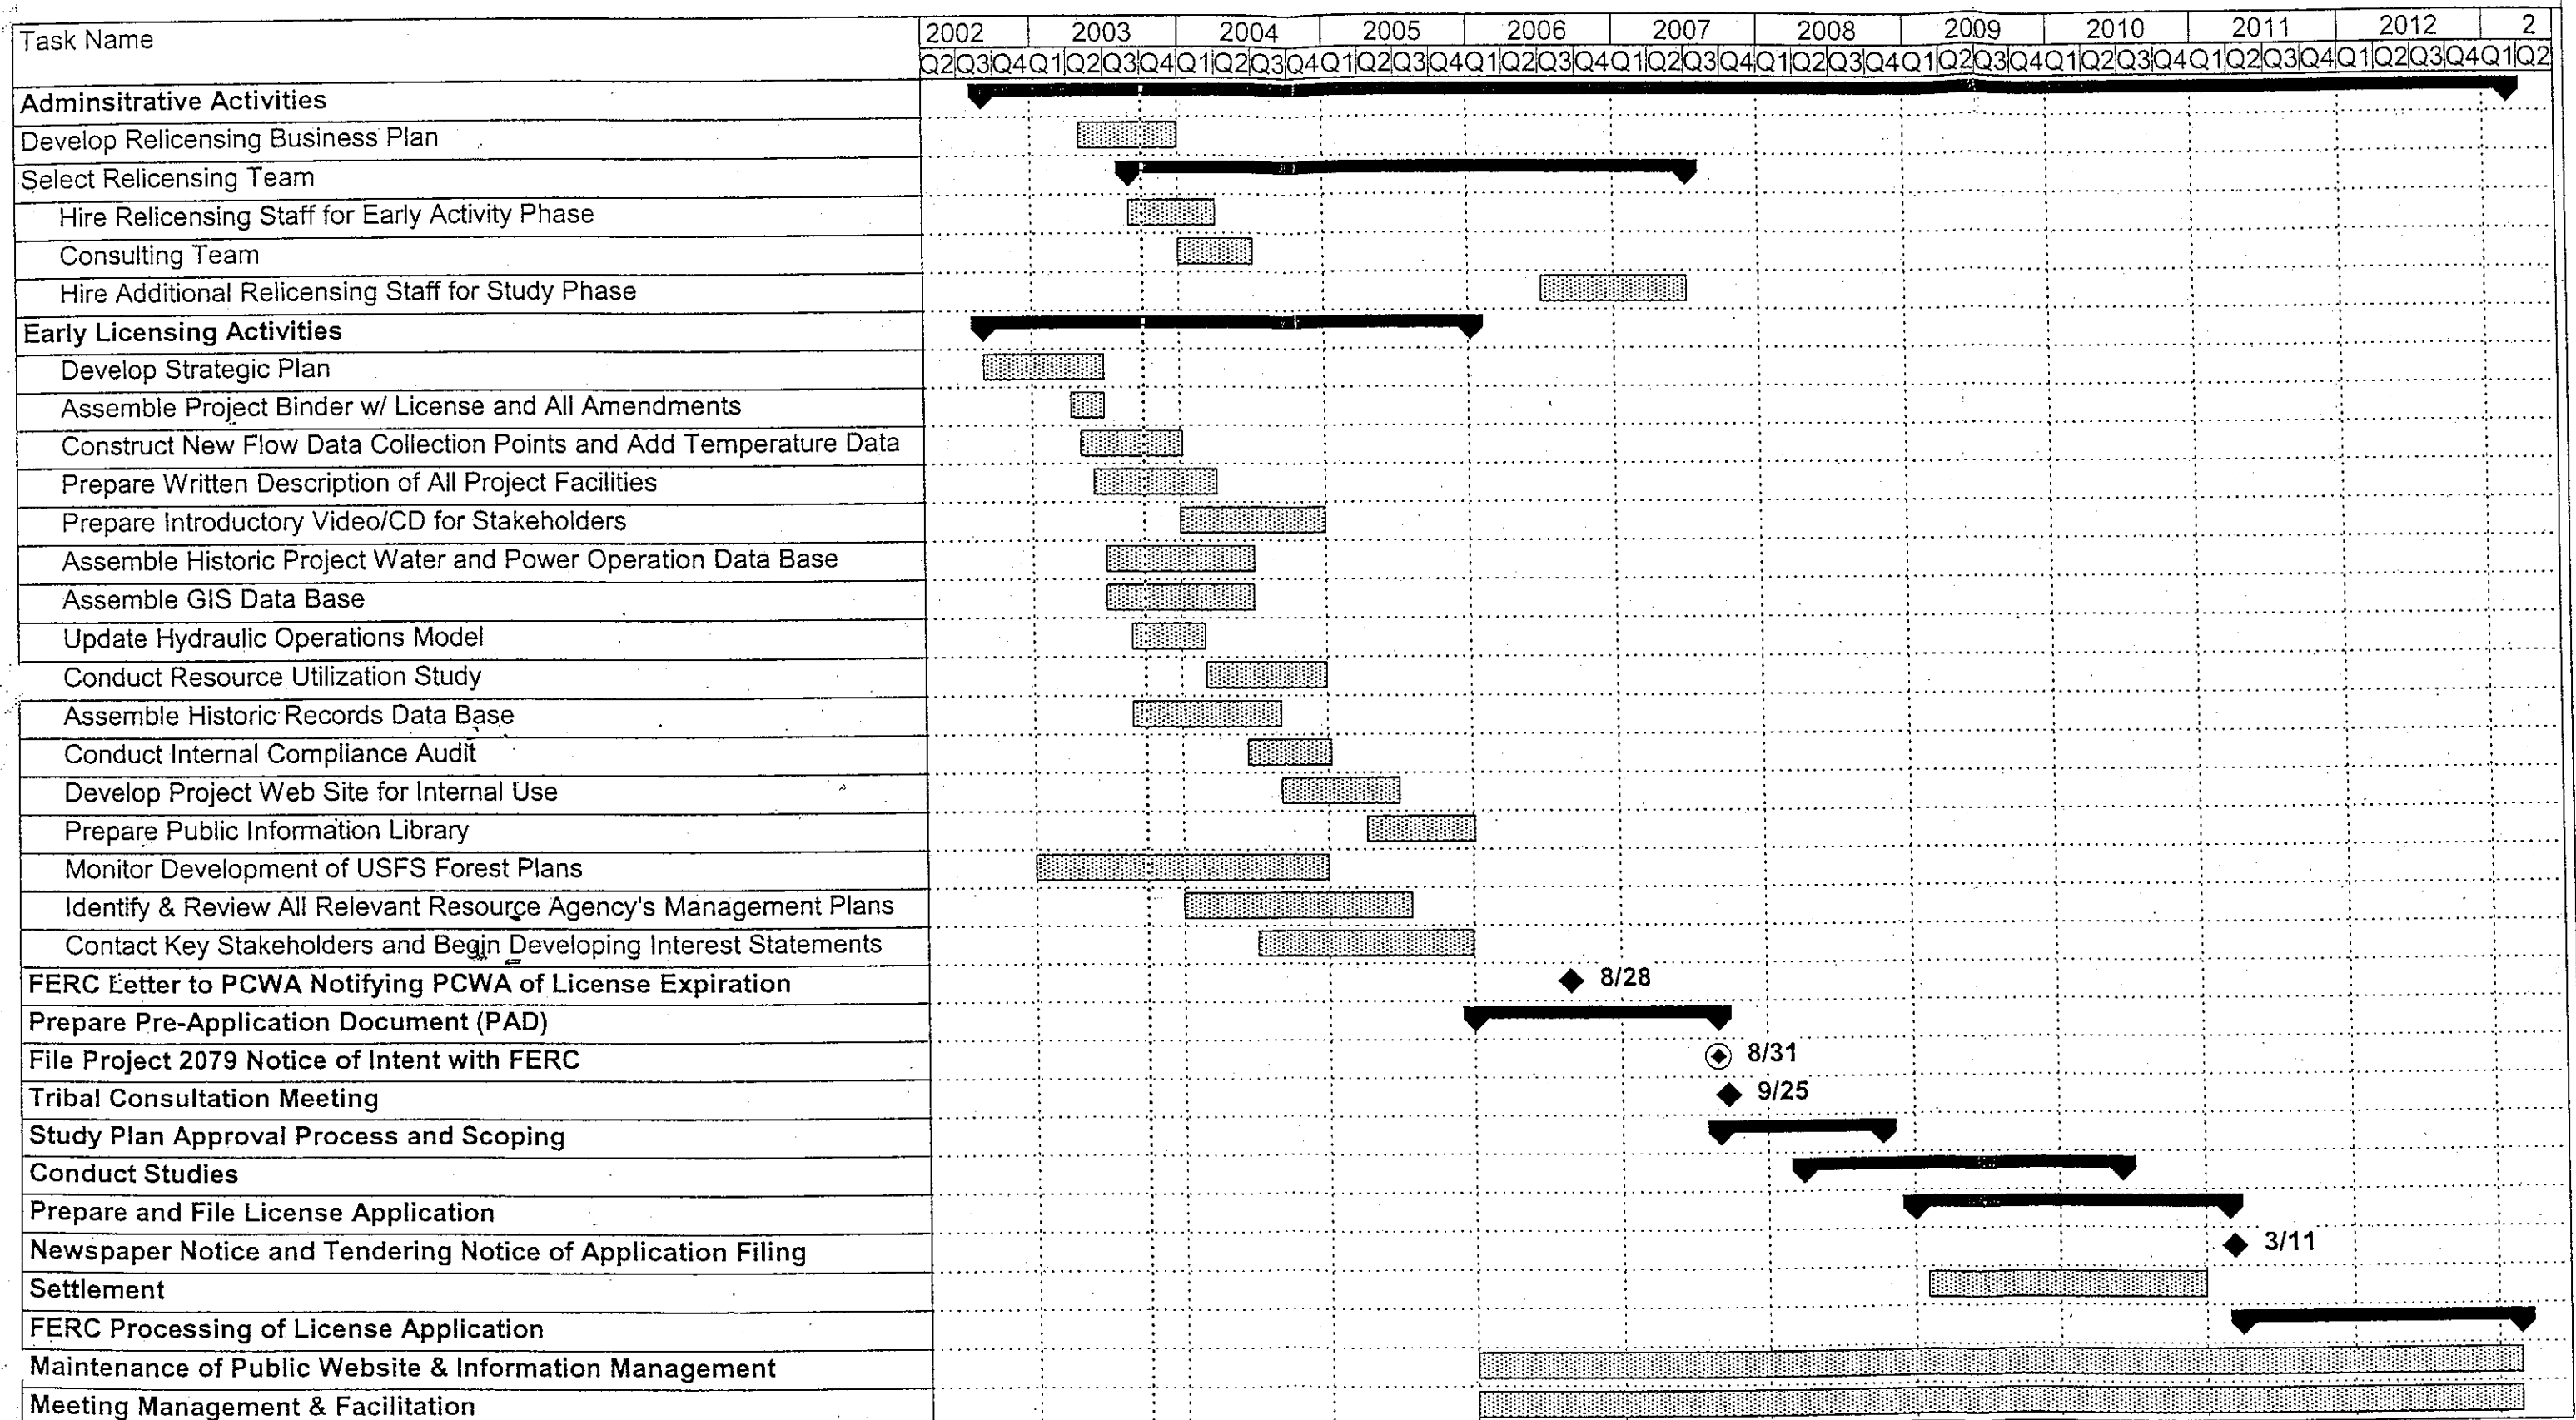 Task Name
2002 2003 2004 2005 2006 2007 2008 2009 2010 2011 2012 2
Q2 Q3 Q4 Q1 Q2 Q3 Q4 Q1 Q2 Q3 Q4 Q1 Q2 Q3 Q4 Q1 Q2 Q3 Q4 Q1 Q2 Q3 Q4 Q1 Q2 Q3 Q4 Q1 Q2 Q3 Q4 Q1 Q2 Q3 Q4 Q1 Q2 Q3 Q4 Q1 Q2 Q3 Q4 Q1 Q2
Adminsitrative Activities
Develop Relicensing Business Plan
Select Relicensing Team
Hire Relicensing Staff for Early Activity Phase
Consulting Team
Hire Additional Relicensing Staff for Study Phase
Early Licensing Activities
Develop Strategic Plan
Assemble Project Binder w/ License and All Amendments
Construct New Flow Data Collection Points and Add Temperature Data
Prepare Written Description of All Project Facilities
Prepare Introductory Video/CD for Stakeholders
Assemble Historic Project Water and Power Operation Data Base
Assemble GIS Data Base
Update Hydraulic Operations Model
Conduct Resource Utilization Study
Assemble Historic Records Data Base
Conduct Internal Compliance Audit
Develop Project Web Site for Internal Use
Prepare Public Information Library
Monitor Development of USFS Forest Plans
Identify & Review All Relevant Resource Agency's Management Plans
Contact Key Stakeholders and Begin Developing Interest Statements
FERC Letter to PCWA Notifying PCWA of License Expiration 8/28
Prepare Pre-Application Document (PAD)
File Project 2079 Notice of Intent with FERC 8/31
Tribal Consultation Meeting 9/25
Study Plan Approval Process and Scoping
Conduct Studies
Prepare and File License Application
Newspaper Notice and Tendering Notice of Application Filing 3/11
Settlement
FERC Processing of License Application
Maintenance of Public Website & Information Management
Meeting Management & Facilitation